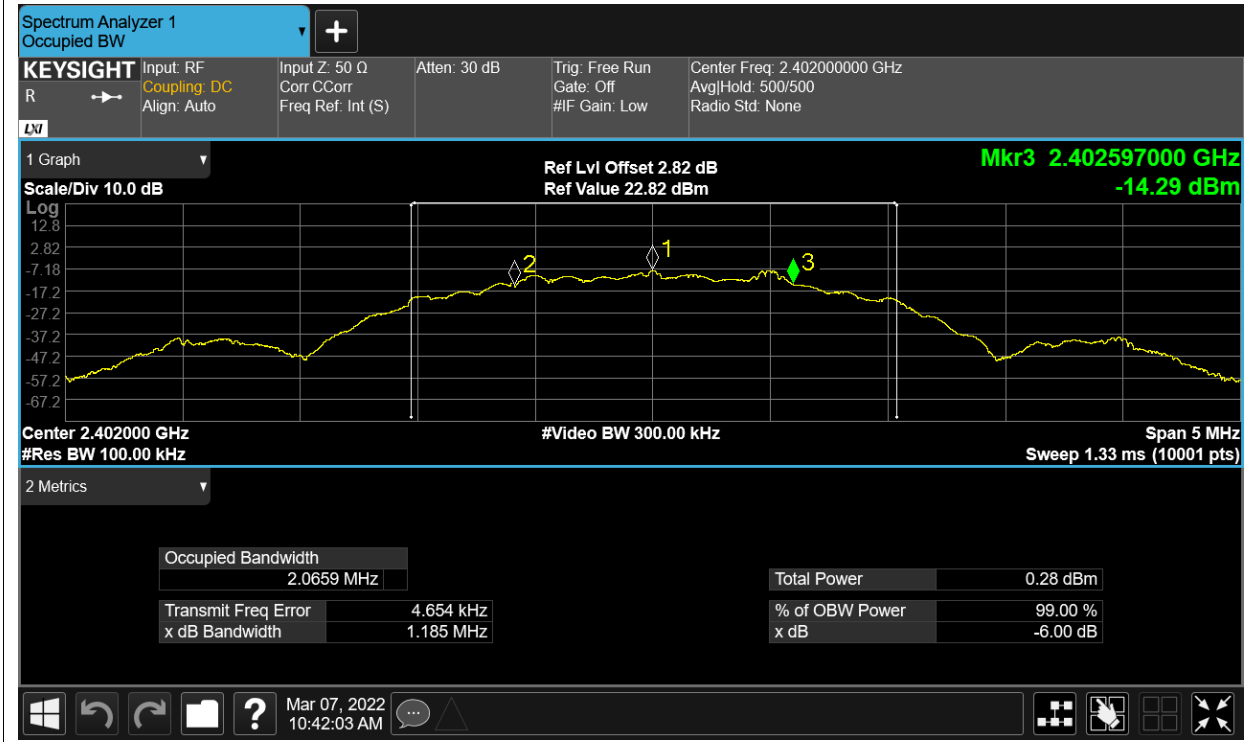 Spectrum Analyzer 1
Occupied BW
KEYSIGHT
R
LXI
Input: RF
Coupling: DC
Align: Auto
Input Z: 50 Ω
Corr CCorr
Freq Ref: Int (S)
Atten: 30 dB
Trig: Free Run
Gate: Off
#IF Gain: Low
Center Freq: 2.402000000 GHz
Avg|Hold: 500/500
Radio Std: None
1 Graph
Scale/Div 10.0 dB
Ref Lvl Offset 2.82 dB
Ref Value 22.82 dBm
Mkr3 2.402597000 GHz
-14.29 dBm
Log
12.8
2.82
-7.18
-17.2
-27.2
-37.2
-47.2
-57.2
-67.2
2
1
3
Center 2.402000 GHz
#Video BW 300.00 kHz
Span 5 MHz
#Res BW 100.00 kHz
Sweep 1.33 ms (10001 pts)
2 Metrics
Occupied Bandwidth
2.0659 MHz
Total Power 0.28 dBm
Transmit Freq Error 4.654 kHz
% of OBW Power 99.00 %
x dB Bandwidth 1.185 MHz
x dB -6.00 dB
?
Mar 07, 2022
10:42:03 AM